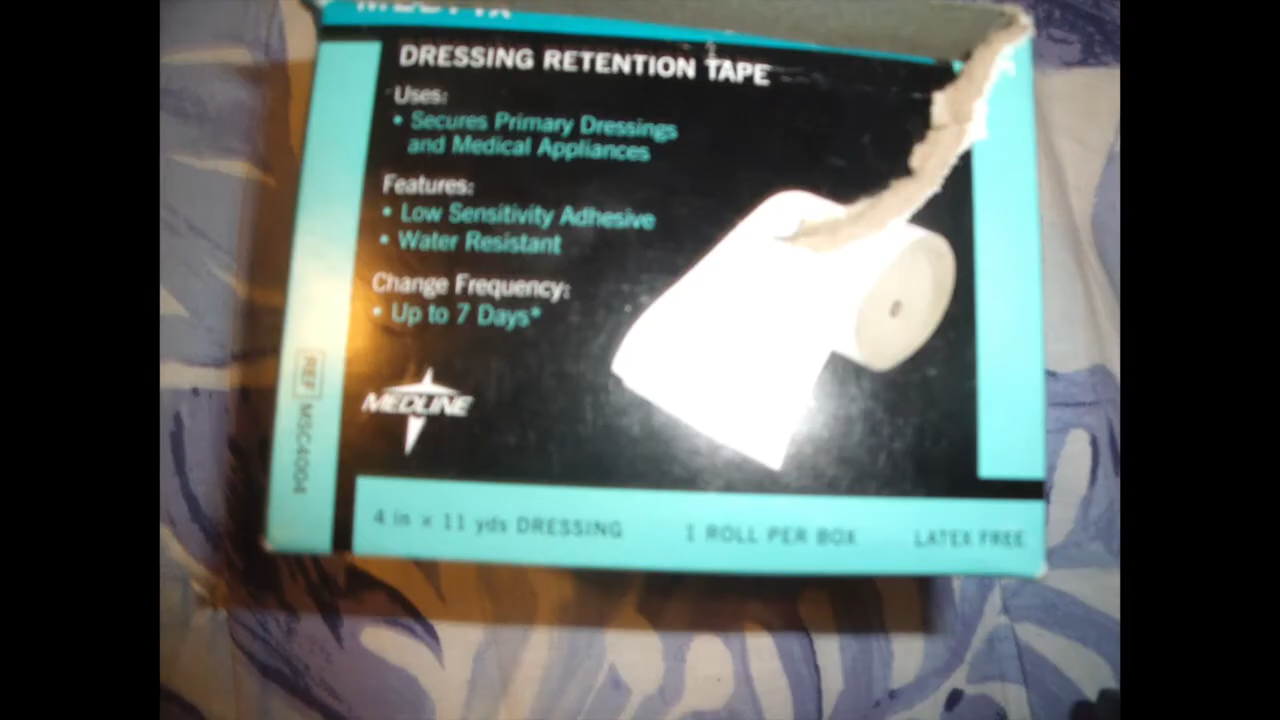 DRESSING RETENTION TAPE
Uses:
• Secures Primary Dressings
and Medical Appliances
Features:
• Low Sensitivity Adhesive
• Water Resistant
Change Frequency:
• Up to 7 Days*
MEDLINE
REF MSC4004
4 in x 11 yds DRESSING 1 ROLL PER BOX LATEX FREE